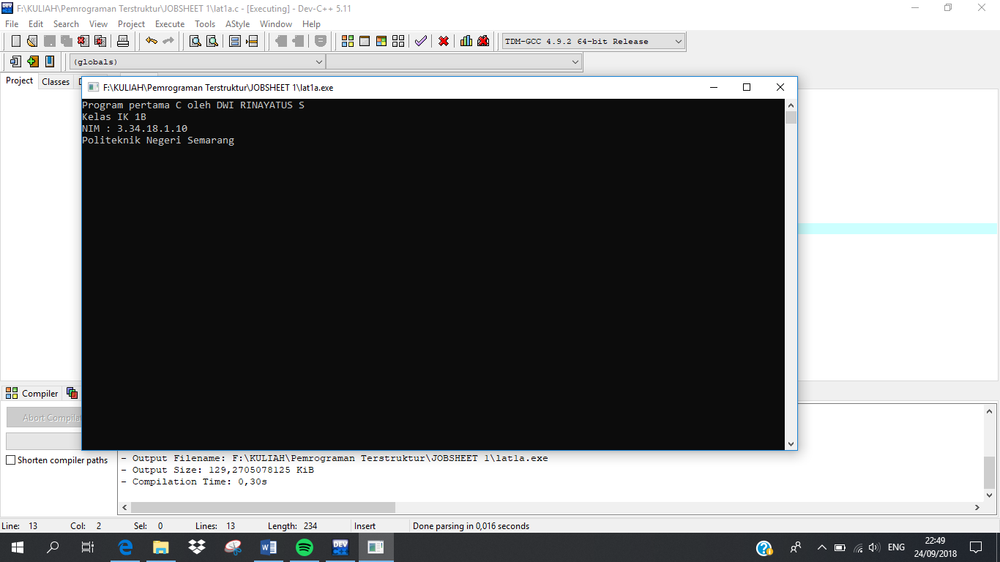 F:\KULIAH\Pemrograman Terstruktur\JOBSHEET 1\lat1a.c - [Executing] - Dev-C++ 5.11
File Edit Search View Project Execute Tools AStyle Window Help
TDM-GCC 4.9.2 64-bit Release
(globals)
Project Classes
F:\KULIAH\Pemrograman Terstruktur\JOBSHEET 1\lat1a.exe
Program pertama C oleh DWI RINAYATUS S
Kelas IK 1B
NIM : 3.34.18.1.10
Politeknik Negeri Semarang
Compiler
Abort
Shorten compiler paths
- Output Filename: F:\KULIAH\Pemrograman Terstruktur\JOBSHEET 1\lat1a.exe
- Output Size: 129,2705078125 KiB
- Compilation Time: 0,30s
Line: 13 Col: 2 Sel: 0 Lines: 13 Length: 234 Insert Done parsing in 0,016 seconds
DEV
ENG
22:49
24/09/2018